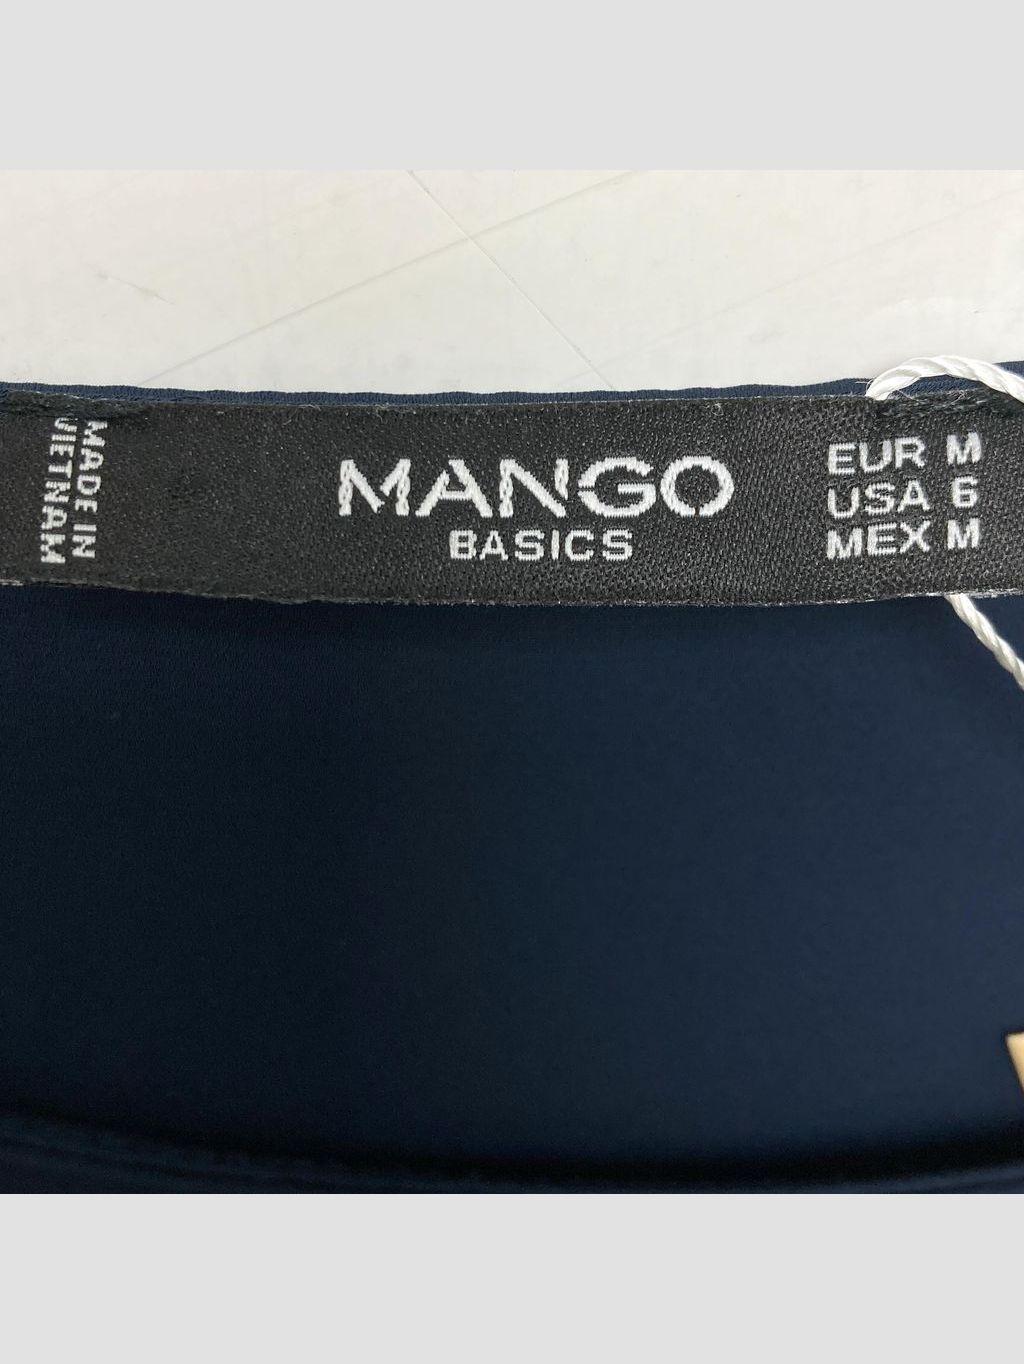 MADE IN
VIETNAM
MANGO
BASICS
EUR M
USA 6
MEX M